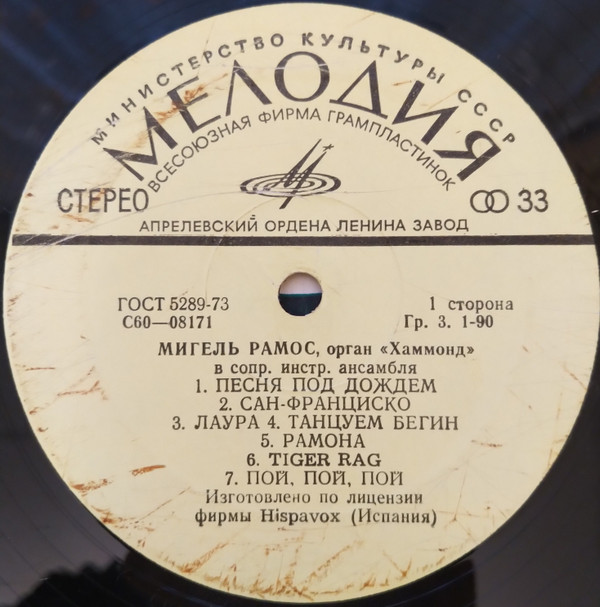 МИНИСТЕРСТВО КУЛЬТУРЫ СССР
МЕЛОДИЯ
ВСЕСОЮЗНАЯ ФИРМА ГРАМПЛАСТИНОК
СТЕРЕО
33
АПРЕЛЕВСКИЙ ОРДЕНА ЛЕНИНА ЗАВОД
ГОСТ 5289-73
1 сторона
С60—08171
Гр. 3. 1-90
МИГЕЛЬ РАМОС, орган «Хаммонд»
в сопр. инстр. ансамбля
1. ПЕСНЯ ПОД ДОЖДЕМ
2. САН-ФРАНЦИСКО
3. ЛАУРА 4. ТАНЦУЕМ БЕГИН
5. РАМОНА
6. TIGER RAG
7. ПОЙ, ПОЙ, ПОЙ
Изготовлено по лицензии
фирмы Hispavox (Испания)